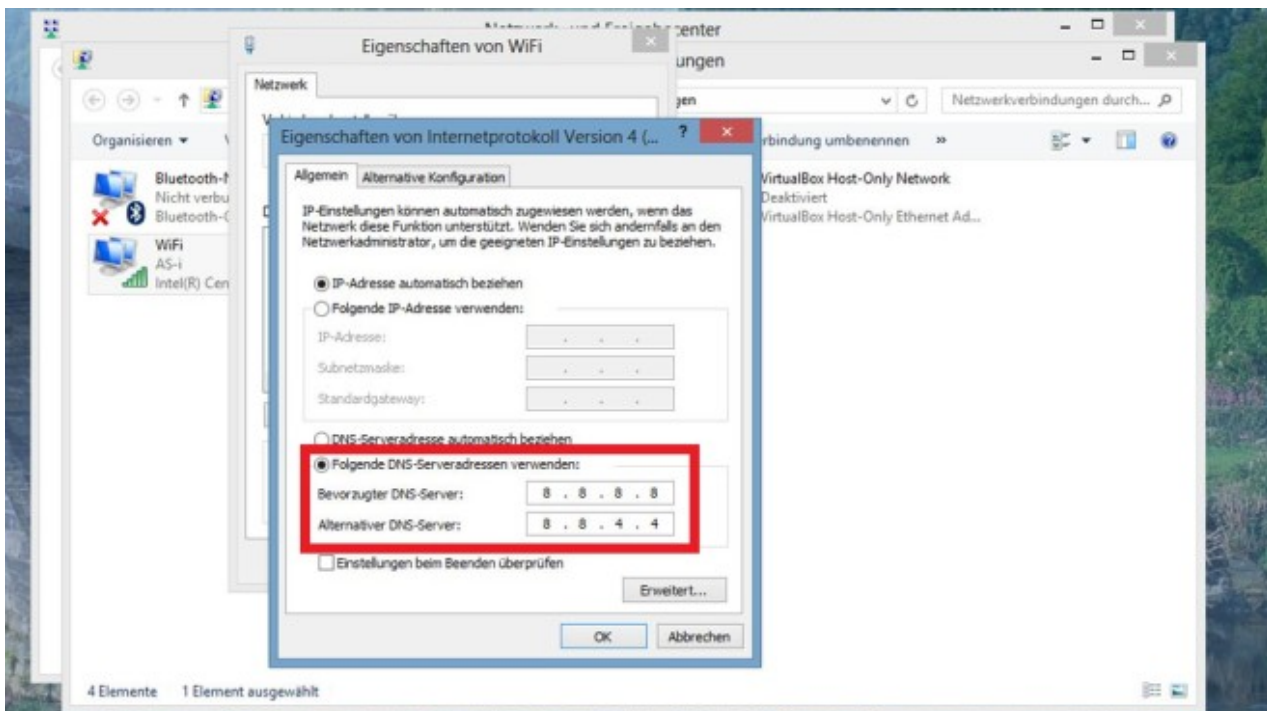 center
Eigenschaften von WiFi
ungen
Netzwerk
gen
Netzwerkverbindungen durch...
Organisieren
rbindung umbenennen
»
Eigenschaften von Internetprotokoll Version 4 (...
?
Allgemein
Alternative Konfiguration
Bluetooth-N
Nicht verbu
Bluetooth-(
WiFi
AS-i
Intel(R) Cen
VirtualBox Host-Only Network
Deaktiviert
VirtualBox Host-Only Ethernet Ad...
IP-Einstellungen können automatisch zugewiesen werden, wenn das
Netzwerk diese Funktion unterstützt. Wenden Sie sich andernfalls an den
Netzwerkadministrator, um die geeigneten IP-Einstellungen zu beziehen.
IP-Adresse automatisch beziehen
Folgende IP-Adresse verwenden:
IP-Adresse:
Subnetzmaske:
Standardgateway:
DNS-Serveradresse automatisch beziehen
Folgende DNS-Serveradressen verwenden:
Bevorzugter DNS-Server: 8 . 8 . 8 . 8
Alternativer DNS-Server: 8 . 8 . 4 . 4
Einstellungen beim Beenden überprüfen
Erweitert...
OK Abbrechen
4 Elemente 1 Element ausgewählt